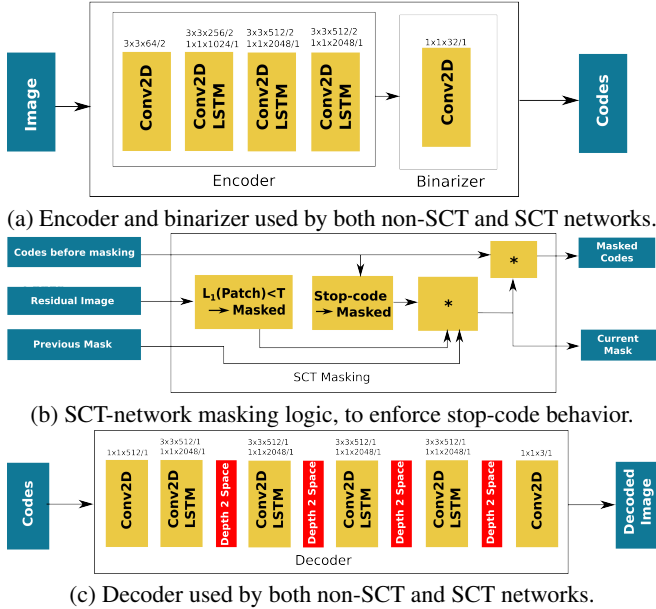 3x3x64/2
3x3x256/2
1x1x1024/1
3x3x512/2
1x1x2048/1
3x3x512/2
1x1x2048/1
1x1x32/1
Image
Conv2D
Conv2D
LSTM
Conv2D
LSTM
Conv2D
LSTM
Conv2D
Codes
Encoder
Binarizer
(a) Encoder and binarizer used by both non-SCT and SCT networks.
Codes before masking
Residual Image
Previous Mask
L₁(Patch)<T
→ Masked
Stop-code
→ Masked
*
*
Masked
Codes
Current
Mask
SCT Masking
(b) SCT-network masking logic, to enforce stop-code behavior.
1x1x512/1
3x3x512/1
1x1x2048/1
3x3x512/1
1x1x2048/1
3x3x512/1
1x1x2048/1
3x3x512/1
1x1x2048/1
1x1x3/1
Codes
Conv2D
Conv2D
LSTM
Depth 2 Space
Conv2D
LSTM
Depth 2 Space
Conv2D
LSTM
Depth 2 Space
Conv2D
LSTM
Depth 2 Space
Conv2D
Decoded
Image
Decoder
(c) Decoder used by both non-SCT and SCT networks.